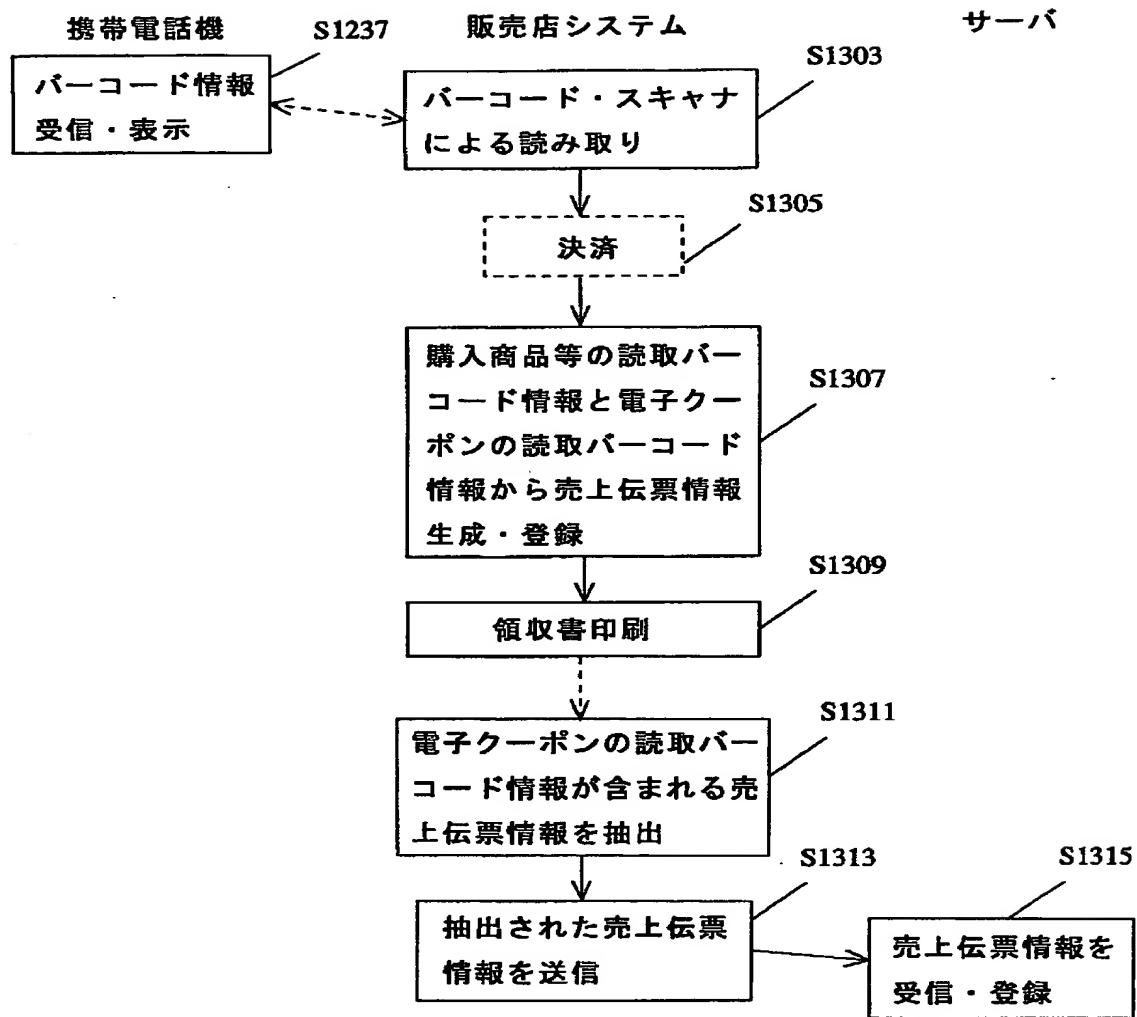 携帯電話機
S1237
販売店システム
サーバ
バーコード情報
受信・表示
S1303
バーコード・スキャナ
による読み取り
S1305
決済
S1307
購入商品等の読取バー
コード情報と電子クー
ポンの読取バーコード
情報から売上伝票情報
生成・登録
S1309
領収書印刷
S1311
電子クーポンの読取バー
コード情報が含まれる売
上伝票情報を抽出
S1313
抽出された売上伝票
情報を送信
S1315
売上伝票情報を
受信・登録